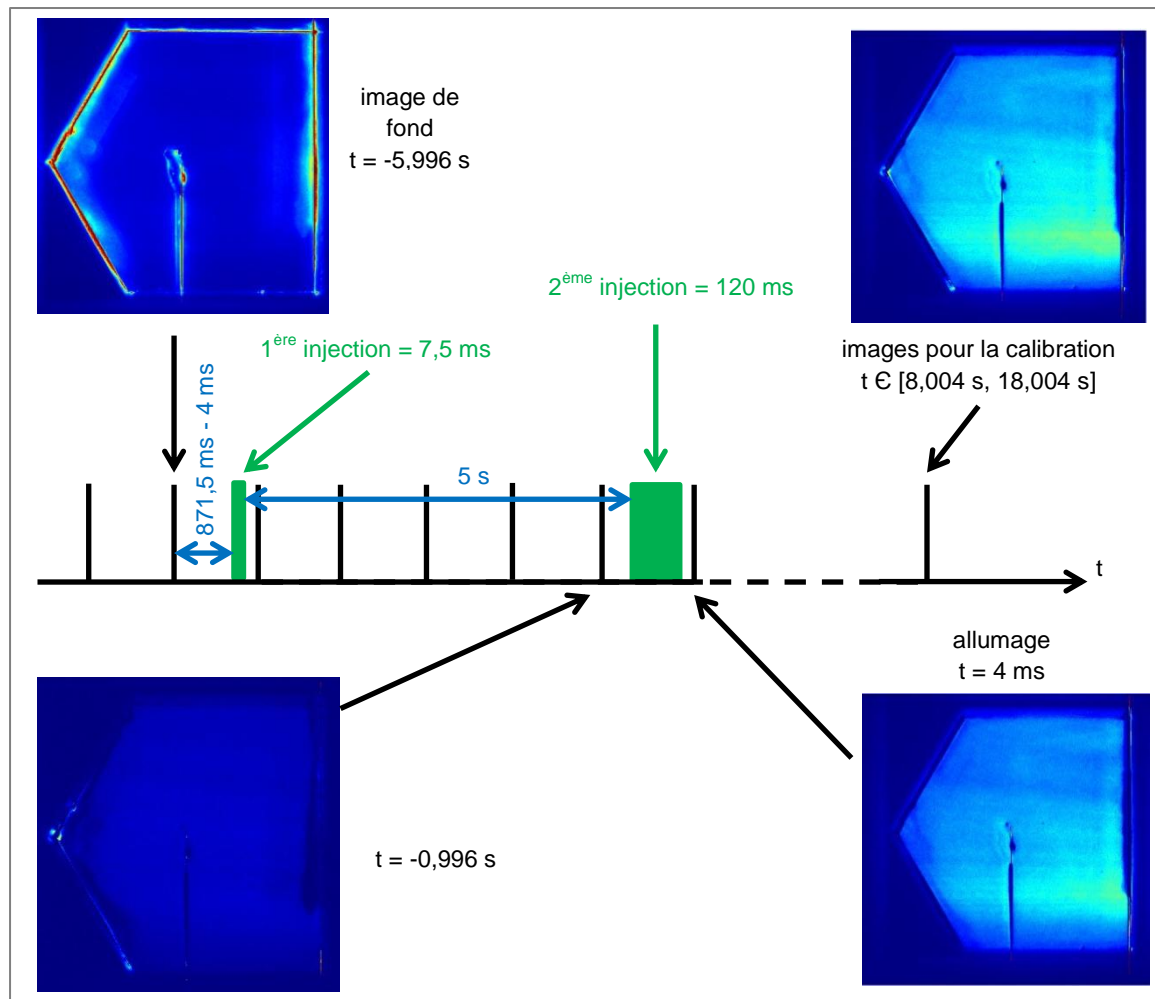 image de
fond
t = -5,996 s
1ère injection = 7,5 ms
2ème injection = 120 ms
images pour la calibration
t Є [8,004 s, 18,004 s]
871,5 ms - 4 ms
5 s
t
allumage
t = 4 ms
t = -0,996 s